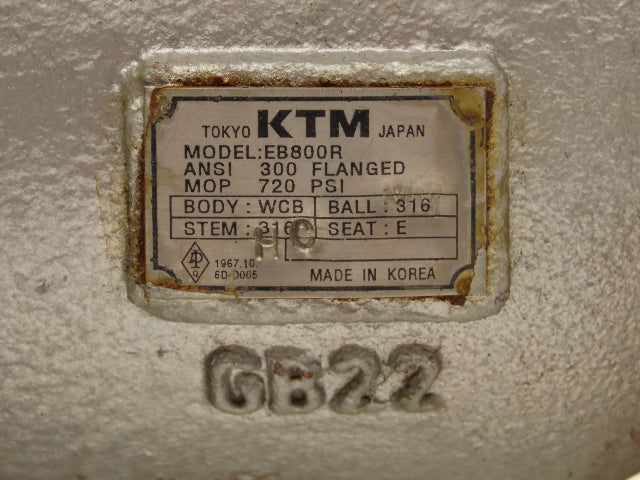 TOKYO KTM JAPAN
MODEL:EB800R
ANSI 300 FLANGED
MOP 720 PSI
BODY : WCB BALL : 316
STEM : 316 SEAT : E
HO
1967.10.
6D-0005
MADE IN KOREA
GB22